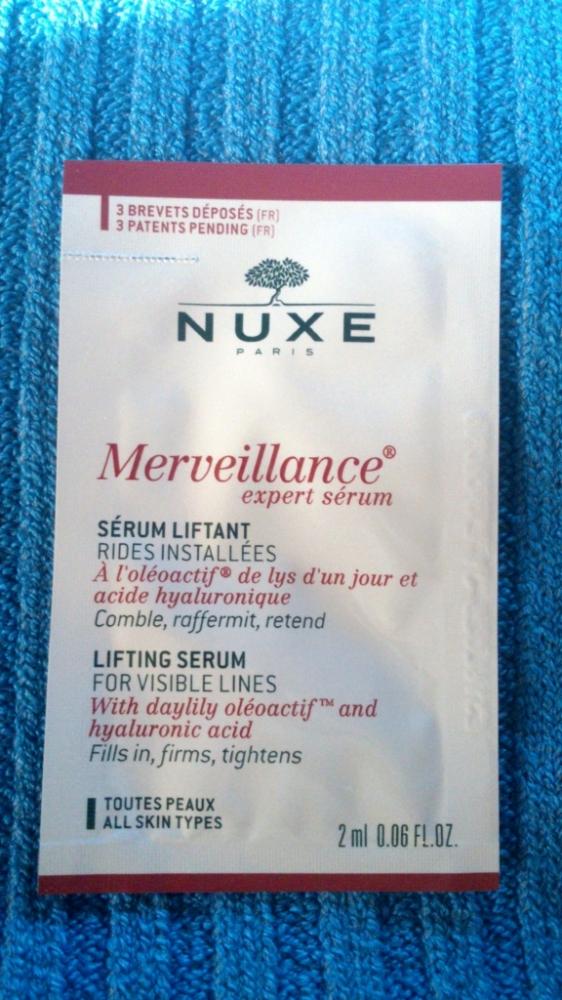 3 BREVETS DÉPOSÉS (FR)
3 PATENTS PENDING (FR)
NUXE
PARIS
Merveillance®
expert sérum
SÉRUM LIFTANT
RIDES INSTALLÉES
À l'oléoactif® de lys d'un jour et
acide hyaluronique
Comble, raffermit, retend
LIFTING SERUM
FOR VISIBLE LINES
With daylily oléoactif™ and
hyaluronic acid
Fills in, firms, tightens
TOUTES PEAUX
ALL SKIN TYPES
2 ml 0.06 FL.OZ.